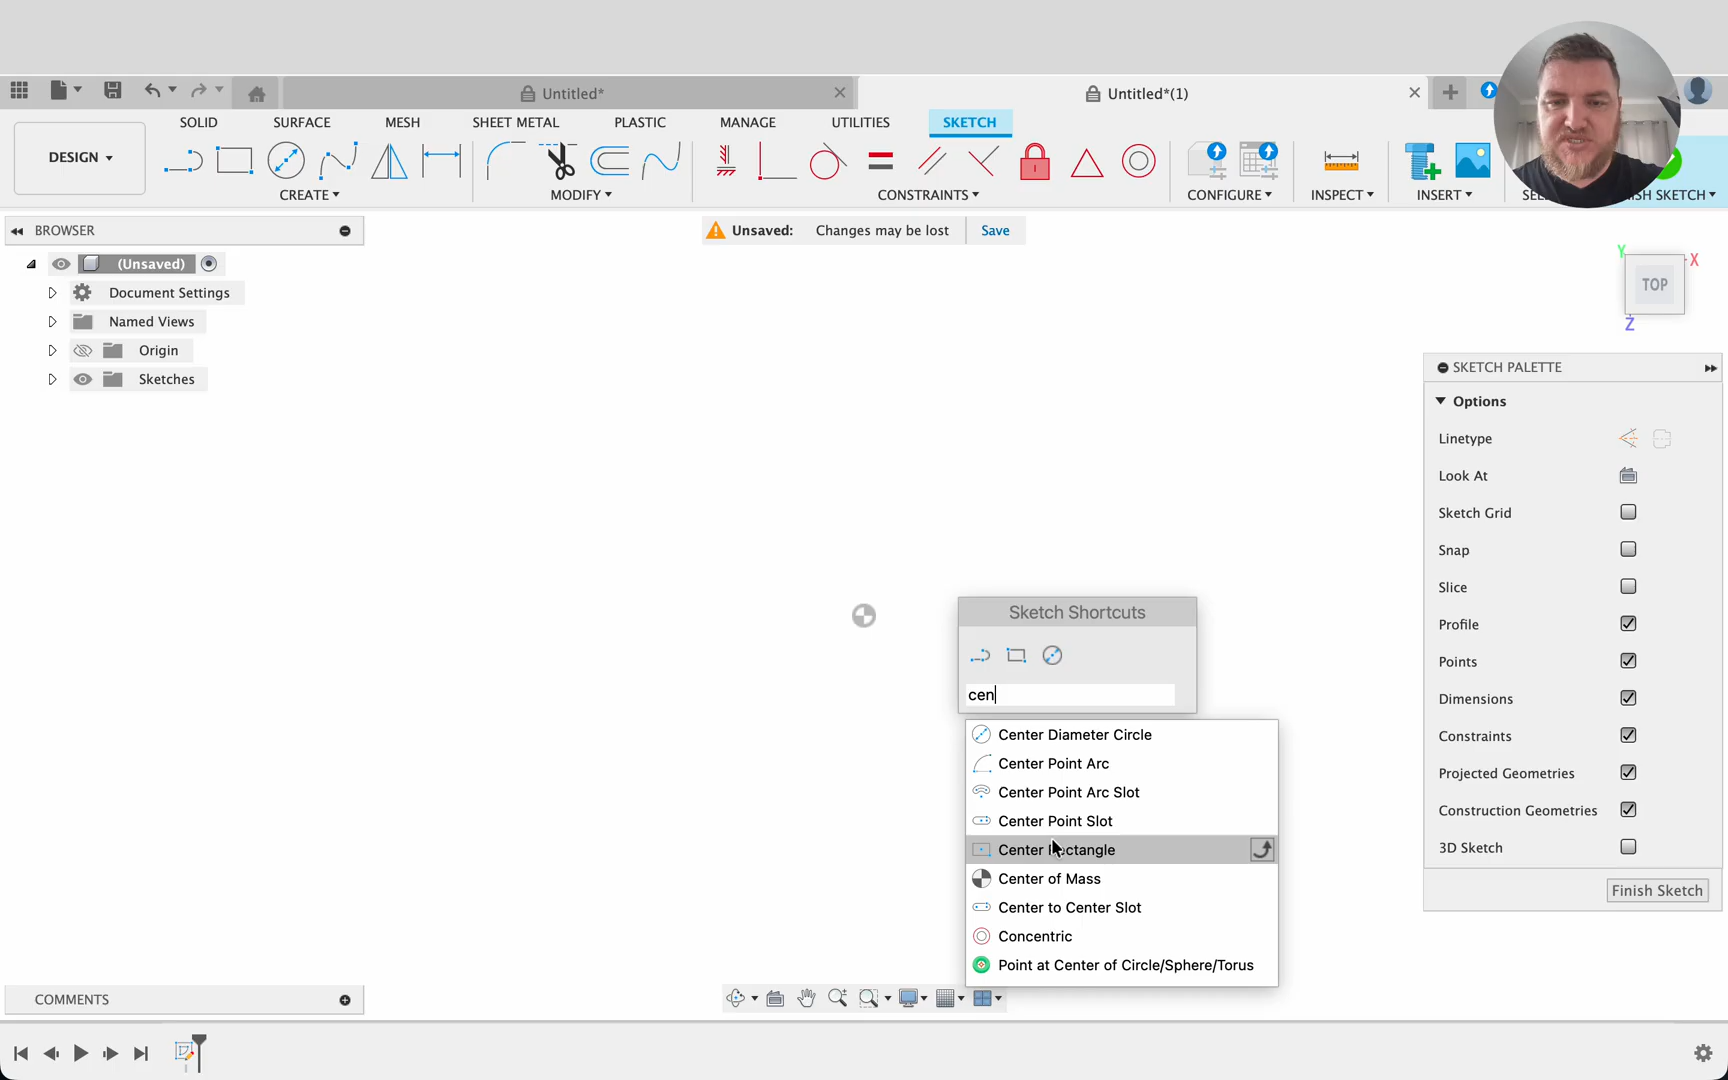 Untitled*
Untitled*(1)
SOLID
SURFACE
MESH
SHEET METAL
PLASTIC
MANAGE
UTILITIES
SKETCH
DESIGN
CREATE
MODIFY
CONSTRAINTS
CONFIGURE
INSPECT
INSERT
SKETCH
BROWSER
Unsaved: Changes may be lost
Save
(Unsaved)
Document Settings
Named Views
Origin
Sketches
TOP
Y
X
Z
SKETCH PALETTE
Options
Linetype
Look At
Sketch Grid
Snap
Slice
Profile
Points
Dimensions
Constraints
Projected Geometries
Construction Geometries
3D Sketch
Finish Sketch
Sketch Shortcuts
cen
Center Diameter Circle
Center Point Arc
Center Point Arc Slot
Center Point Slot
Center Rectangle
Center of Mass
Center to Center Slot
Concentric
Point at Center of Circle/Sphere/Torus
COMMENTS